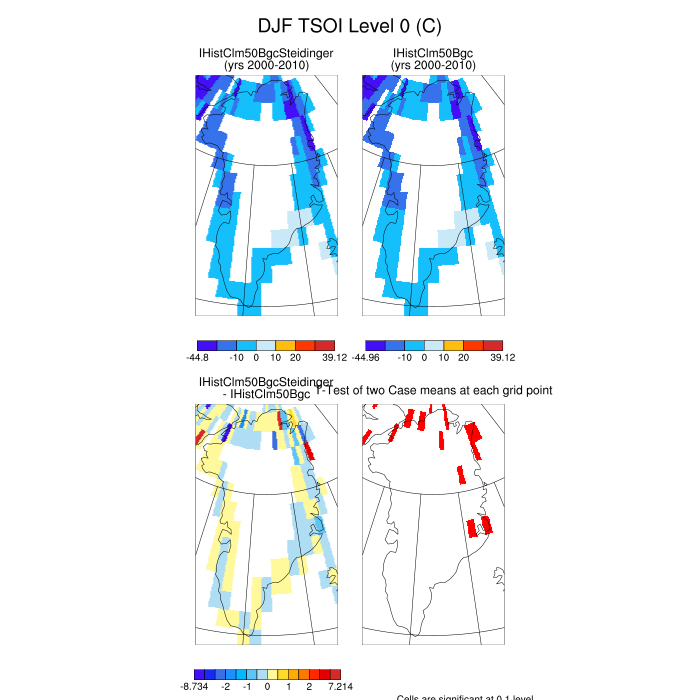 DJF TSOI Level 0 (C)
IHistClm50BgcSteidinger
(yrs 2000-2010)
IHistClm50Bgc
(yrs 2000-2010)
-44.8 -10 0 10 20 39.12
-44.96 -10 0 10 20 39.12
IHistClm50BgcSteidinger
- IHistClm50Bgc
T-Test of two Case means at each grid point
-8.734 -2 -1 0 1 2 7.214
Cells are significant at 0.1 level